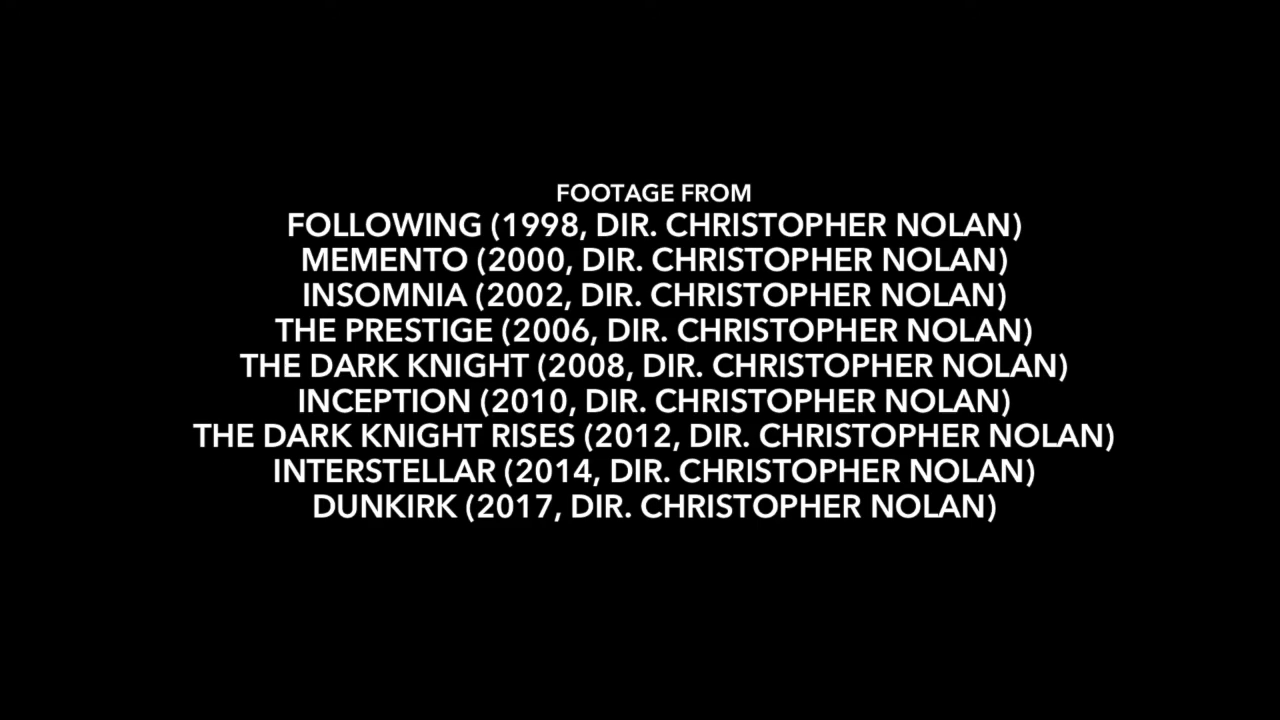 FOOTAGE FROM
FOLLOWING (1998, DIR. CHRISTOPHER NOLAN)
MEMENTO (2000, DIR. CHRISTOPHER NOLAN)
INSOMNIA (2002, DIR. CHRISTOPHER NOLAN)
THE PRESTIGE (2006, DIR. CHRISTOPHER NOLAN)
THE DARK KNIGHT (2008, DIR. CHRISTOPHER NOLAN)
INCEPTION (2010, DIR. CHRISTOPHER NOLAN)
THE DARK KNIGHT RISES (2012, DIR. CHRISTOPHER NOLAN)
INTERSTELLAR (2014, DIR. CHRISTOPHER NOLAN)
DUNKIRK (2017, DIR. CHRISTOPHER NOLAN)